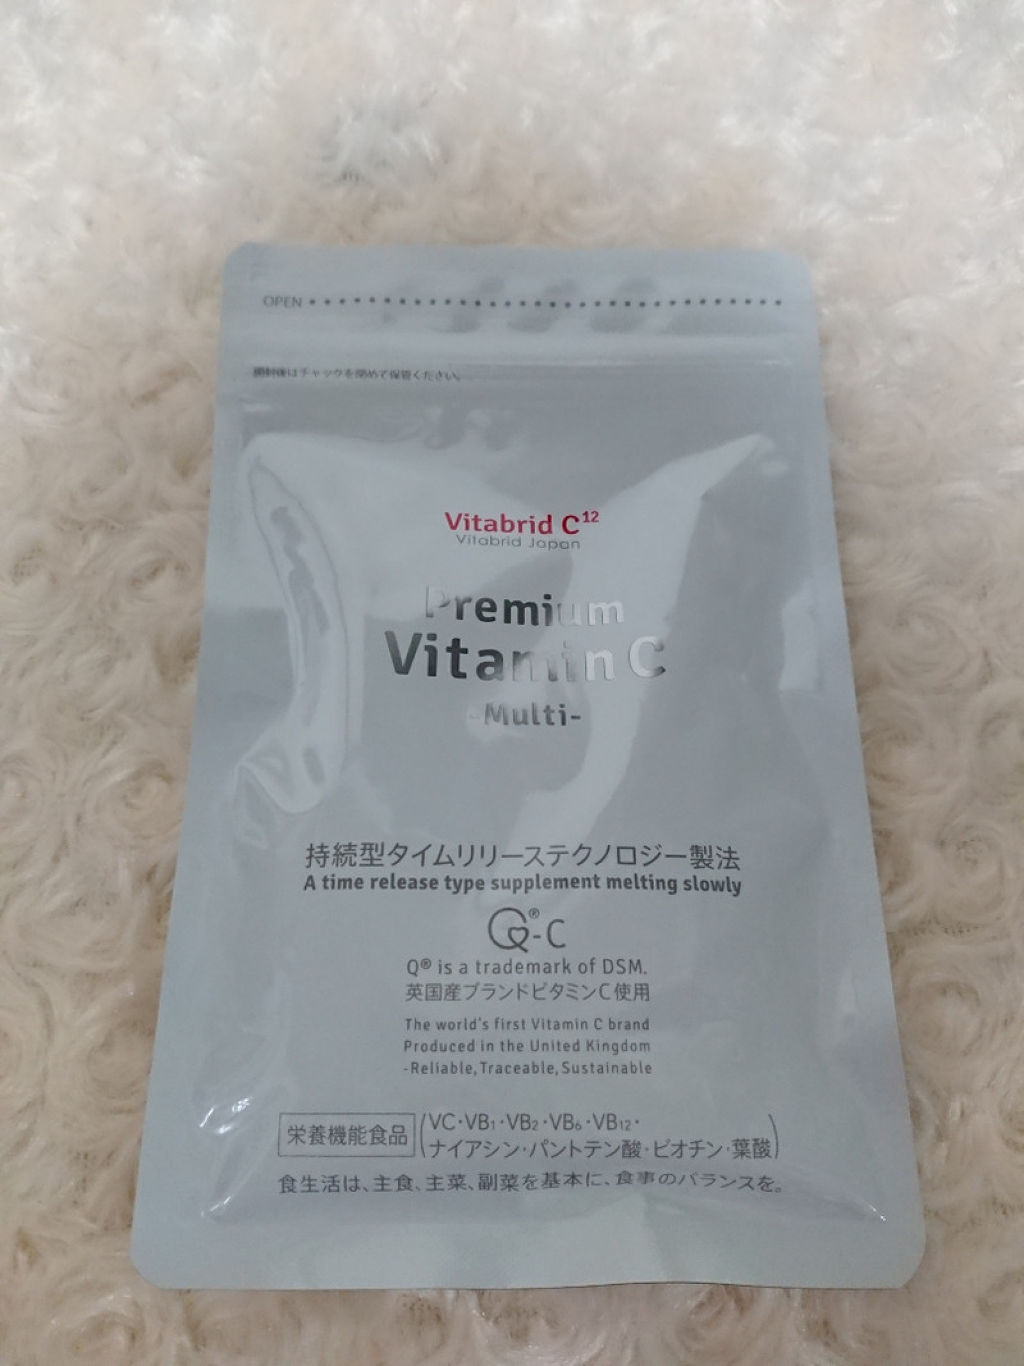 OPEN
開封後はチャックを閉めて保管ください。
Vitabrid C12
Vitabrid Japan
Premium
Vitamin C
-Multi-
持続型タイムリリーステクノロジー製法
A time release type supplement melting slowly
Q®-C
Q® is a trademark of DSM.
英国産ブランドビタミンC使用
The world's first Vitamin C brand
Produced in the United Kingdom
-Reliable, Traceable, Sustainable
栄養機能食品 (VC・VB1・VB2・VB6・VB12・
ナイアシン・パントテン酸・ビオチン・葉酸)
食生活は、主食、主菜、副菜を基本に、食事のバランスを。